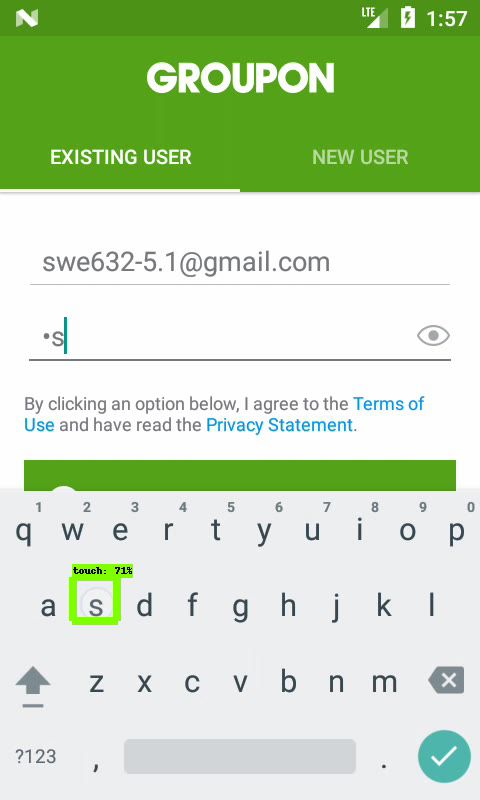 LTE 1:57
GROUPON
EXISTING USER NEW USER
swe632-5.1@gmail.com
•s
By clicking an option below, I agree to the Terms of
Use and have read the Privacy Statement.
1 2 3 4 5 6 7 8 9 0
q w e r t y u i o p
touch: 71%
a s d f g h j k l
z x c v b n m
?123 , .